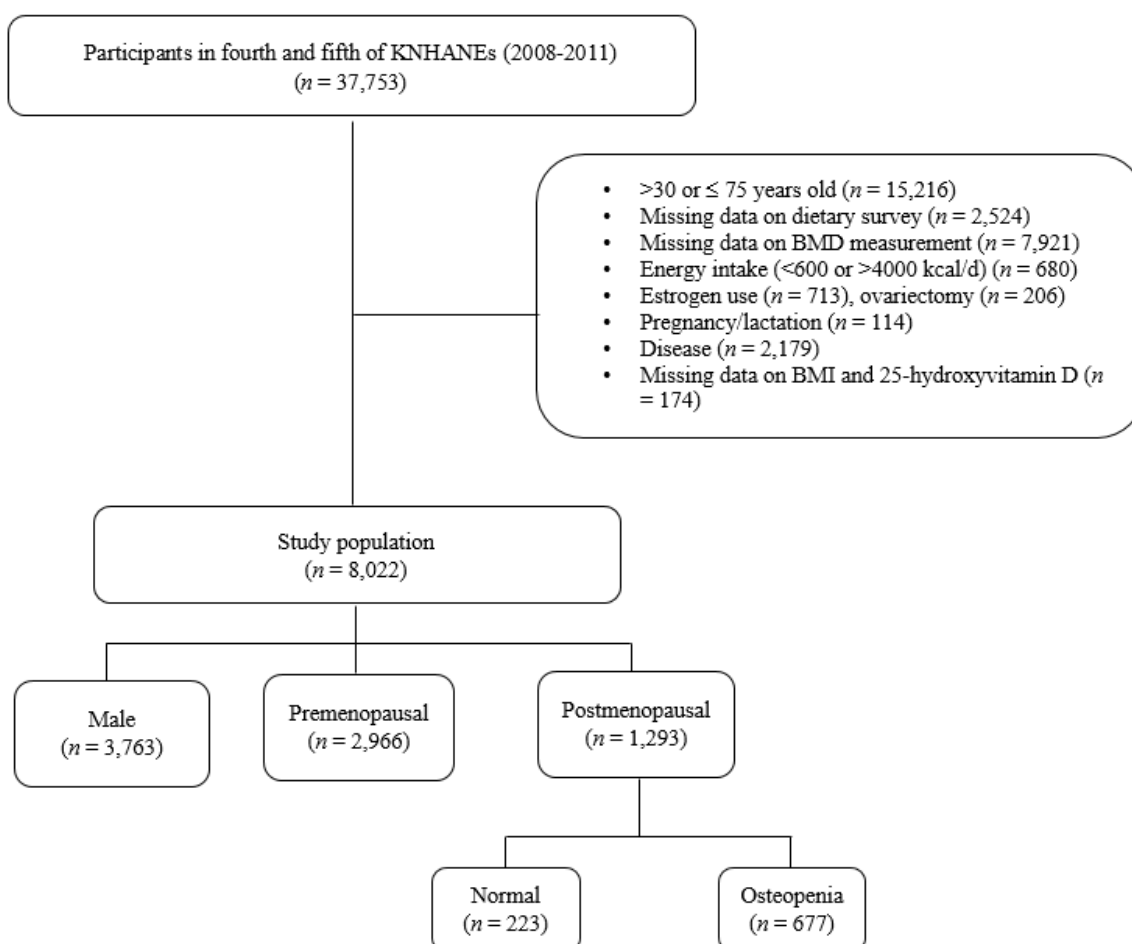 Participants in fourth and fifth of KNHANEs (2008-2011)
(n = 37,753)
• >30 or ≤ 75 years old (n = 15,216)
• Missing data on dietary survey (n = 2,524)
• Missing data on BMD measurement (n = 7,921)
• Energy intake (<600 or >4000 kcal/d) (n = 680)
• Estrogen use (n = 713), ovariectomy (n = 206)
• Pregnancy/lactation (n = 114)
• Disease (n = 2,179)
• Missing data on BMI and 25-hydroxyvitamin D (n
= 174)
Study population
(n = 8,022)
Male
(n = 3,763)
Premenopausal
(n = 2,966)
Postmenopausal
(n = 1,293)
Normal
(n = 223)
Osteopenia
(n = 677)